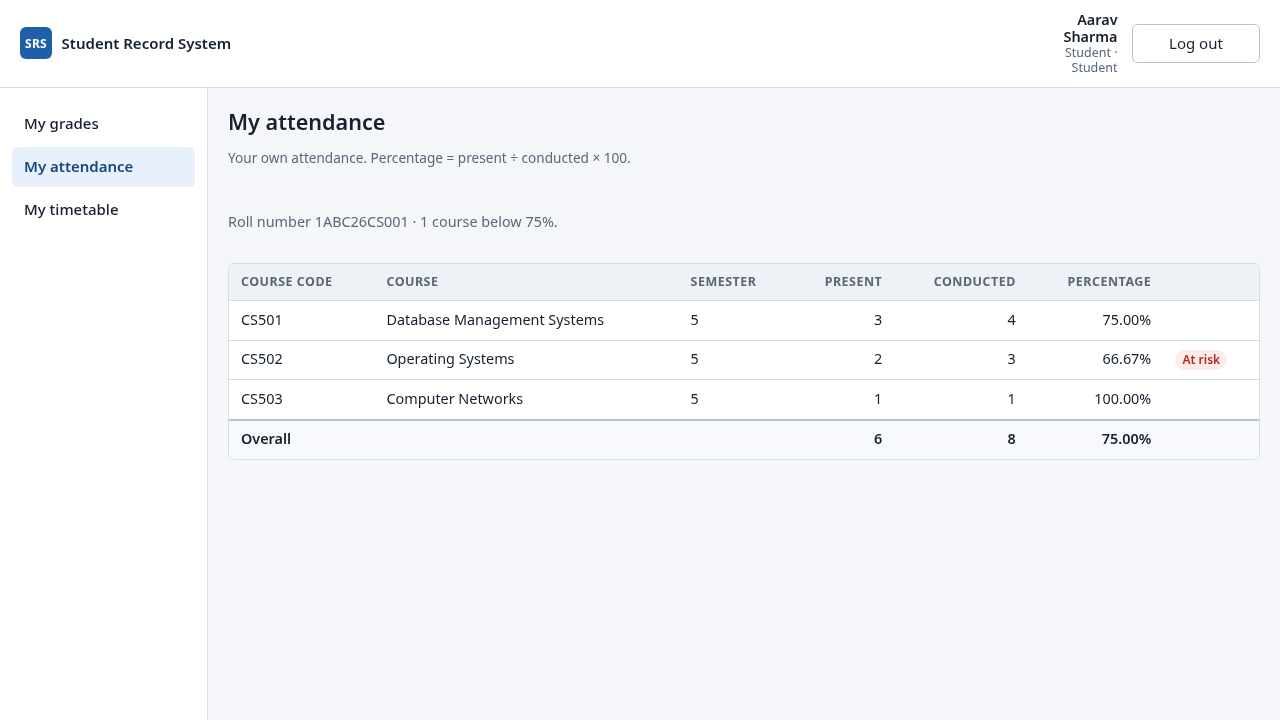 SRS Student Record System
Aarav
Sharma
Student ·
Student
Log out
My grades
My attendance
My timetable
My attendance
Your own attendance. Percentage = present ÷ conducted × 100.
Roll number 1ABC26CS001 · 1 course below 75%.
COURSE CODE COURSE SEMESTER PRESENT CONDUCTED PERCENTAGE
CS501 Database Management Systems 5 3 4 75.00%
CS502 Operating Systems 5 2 3 66.67% At risk
CS503 Computer Networks 5 1 1 100.00%
Overall 6 8 75.00%